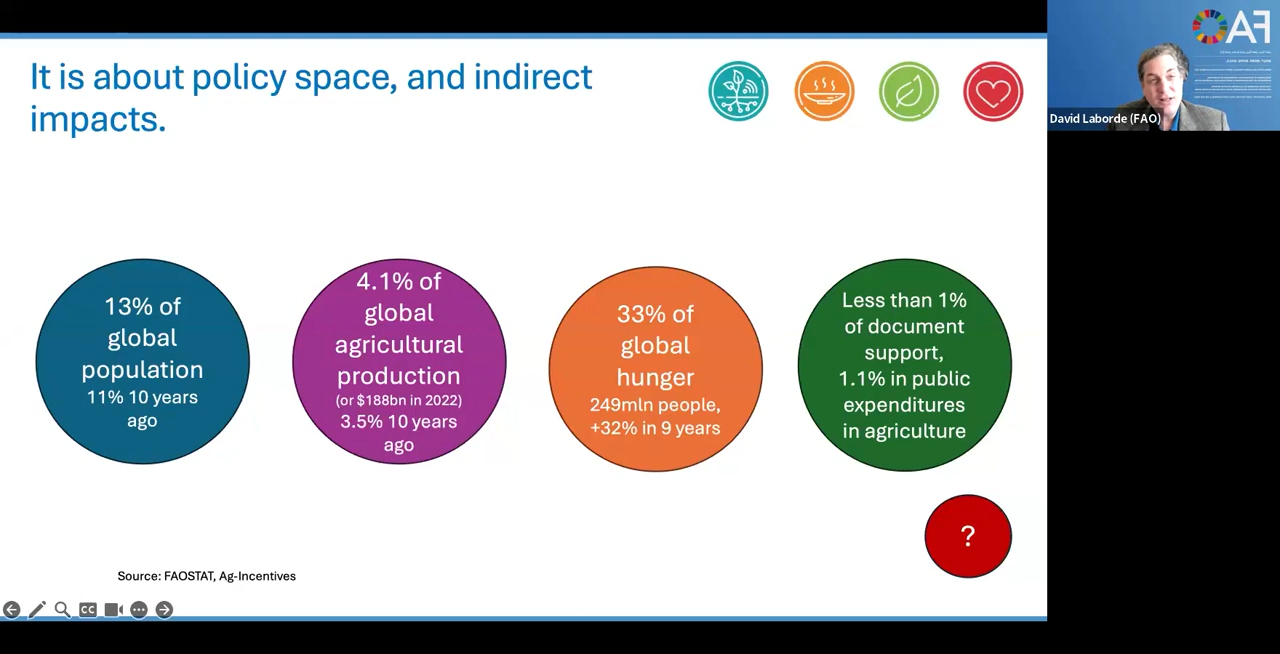 It is about policy space, and indirect
impacts.
13% of
global
population
11% 10 years
ago
4.1% of
global
agricultural
production
(or $188bn in 2022)
3.5% 10 years
ago
33% of
global
hunger
249mln people,
+32% in 9 years
Less than 1%
of document
support,
1.1% in public
expenditures
in agriculture
?
Source: FAOSTAT, Ag-Incentives
CC
FAO
David Laborde (FAO)